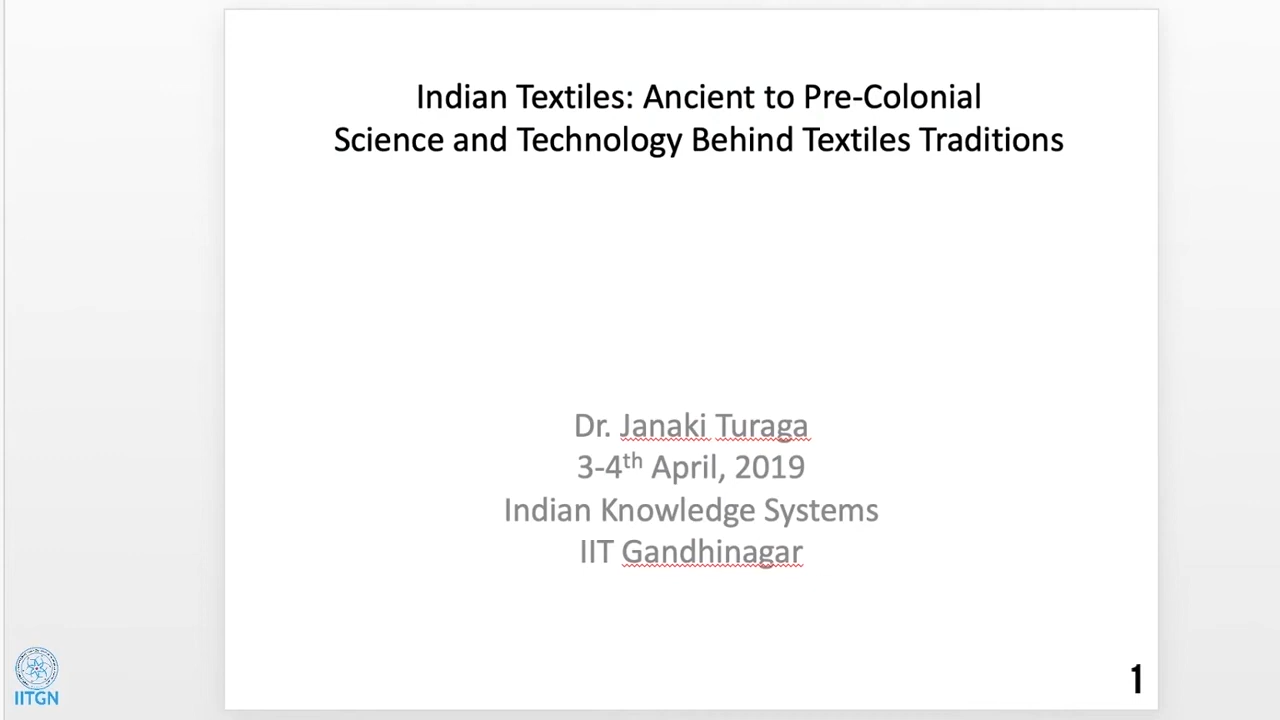 Indian Textiles: Ancient to Pre-Colonial
Science and Technology Behind Textiles Traditions
Dr. Janaki Turaga
3-4th April, 2019
Indian Knowledge Systems
IIT Gandhinagar
1
IITGN